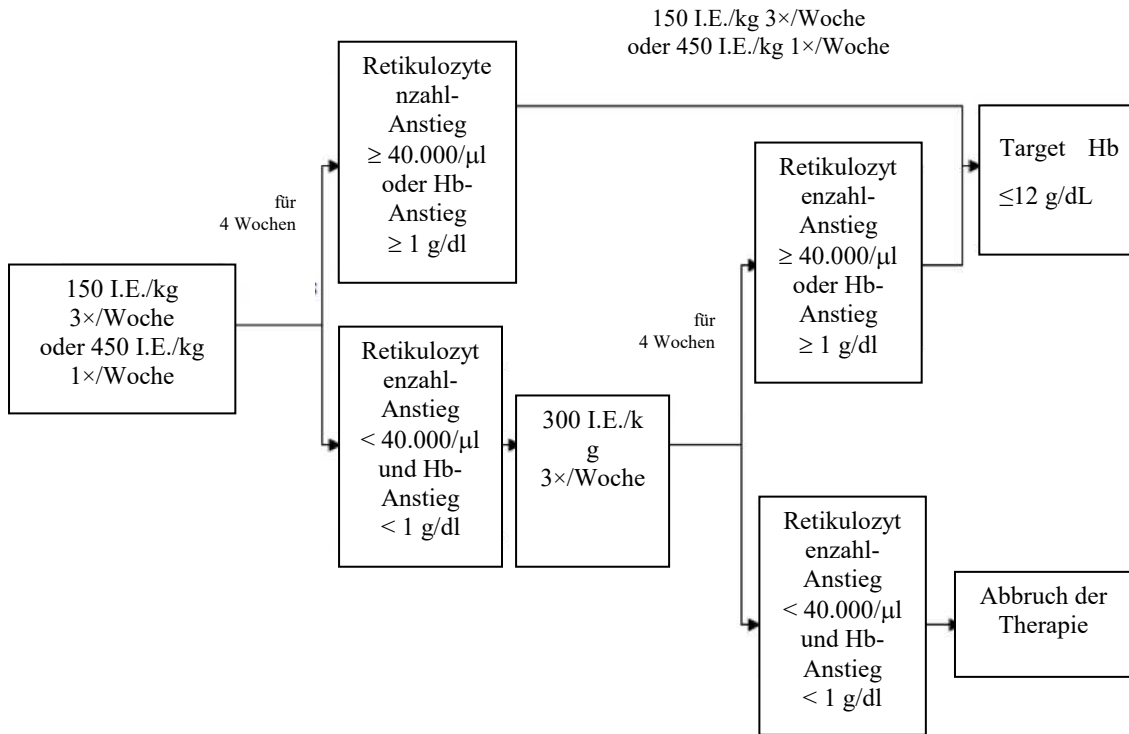 150 I.E./kg 3×/Woche
oder 450 I.E./kg 1×/Woche
Retikulozyte
nzahl-
Anstieg
≥ 40.000/μl
oder Hb-
Anstieg
≥ 1 g/dl
für
4 Wochen
150 I.E./kg
3×/Woche
oder 450 I.E./kg
1×/Woche
Retikulozyt
enzahl-
Anstieg
< 40.000/μl
und Hb-
Anstieg
< 1 g/dl
300 I.E./k
g
3×/Woche
für
4 Wochen
Retikulozyt
enzahl-
Anstieg
≥ 40.000/μl
oder Hb-
Anstieg
≥ 1 g/dl
Target Hb
≤12 g/dL
Retikulozyt
enzahl-
Anstieg
< 40.000/μl
und Hb-
Anstieg
< 1 g/dl
Abbruch der
Therapie